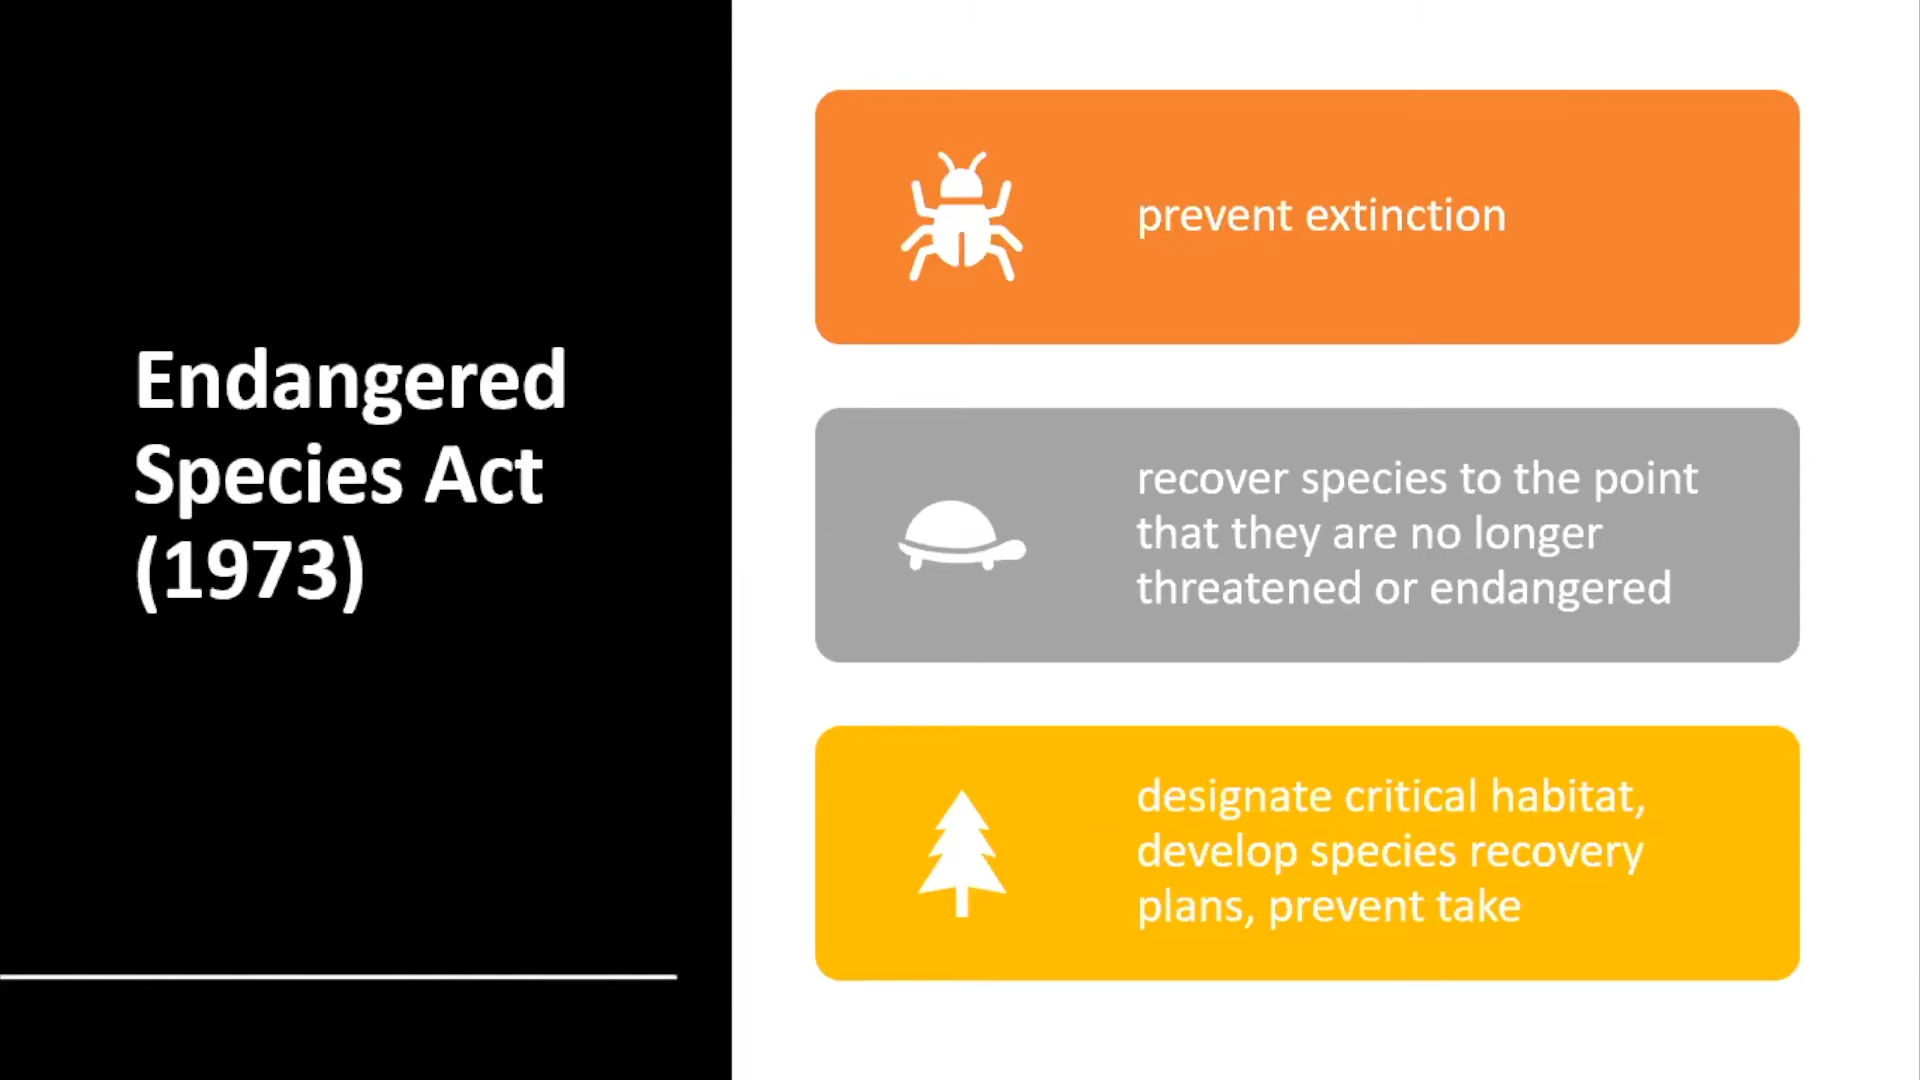 Endangered
Species Act
(1973)
prevent extinction
recover species to the point
that they are no longer
threatened or endangered
designate critical habitat,
develop species recovery
plans, prevent take